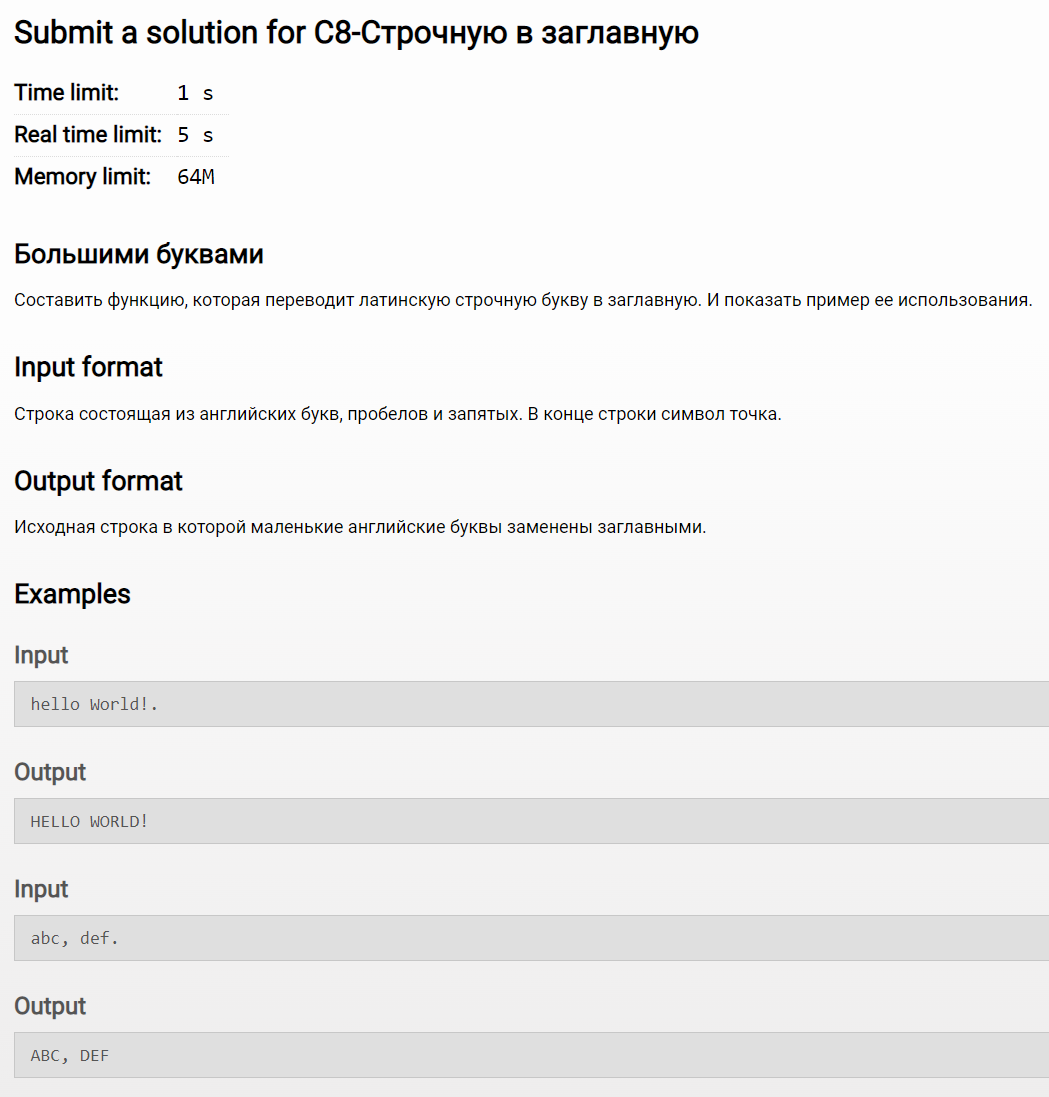 Submit a solution for C8-Строчную в заглавную
Time limit: 1 s
Real time limit: 5 s
Memory limit: 64M
Большими буквами
Составить функцию, которая переводит латинскую строчную букву в заглавную. И показать пример ее использования.
Input format
Строка состоящая из английских букв, пробелов и запятых. В конце строки символ точка.
Output format
Исходная строка в которой маленькие английские буквы заменены заглавными.
Examples
Input
hello World!.
Output
HELLO WORLD!
Input
abc, def.
Output
ABC, DEF